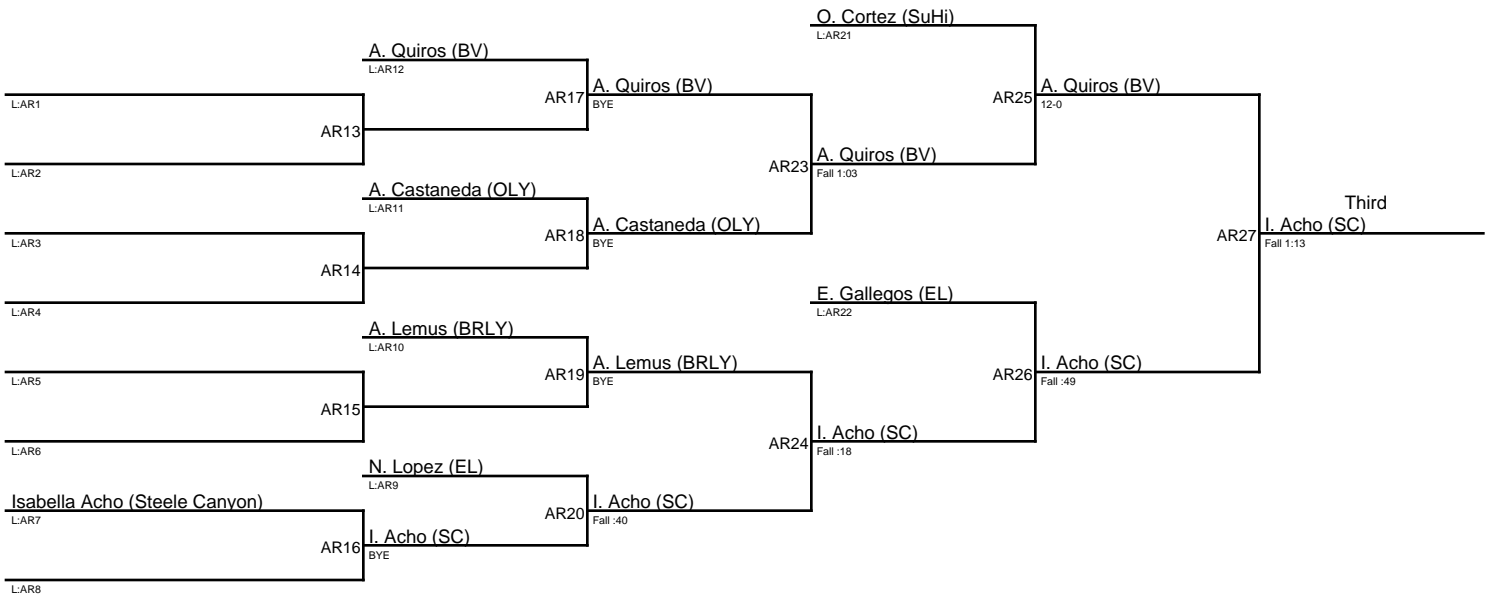 O. Cortez (SuHi)
L:AR21
A. Quiros (BV)
L:AR12
A. Quiros (BV)
BYE
AR17
A. Quiros (BV)
12-0
AR25
L:AR1
AR13
L:AR2
A. Quiros (BV)
Fall 1:03
AR23
A. Castaneda (OLY)
L:AR11
A. Castaneda (OLY)
BYE
AR18
Third
I. Acho (SC)
Fall 1:13
AR27
L:AR3
AR14
L:AR4
E. Gallegos (EL)
L:AR22
A. Lemus (BRLY)
L:AR10
A. Lemus (BRLY)
BYE
AR19
I. Acho (SC)
Fall :49
AR26
L:AR5
AR15
L:AR6
I. Acho (SC)
Fall :18
AR24
N. Lopez (EL)
L:AR9
Isabella Acho (Steele Canyon)
L:AR7
I. Acho (SC)
Fall :40
AR20
I. Acho (SC)
BYE
AR16
L:AR8